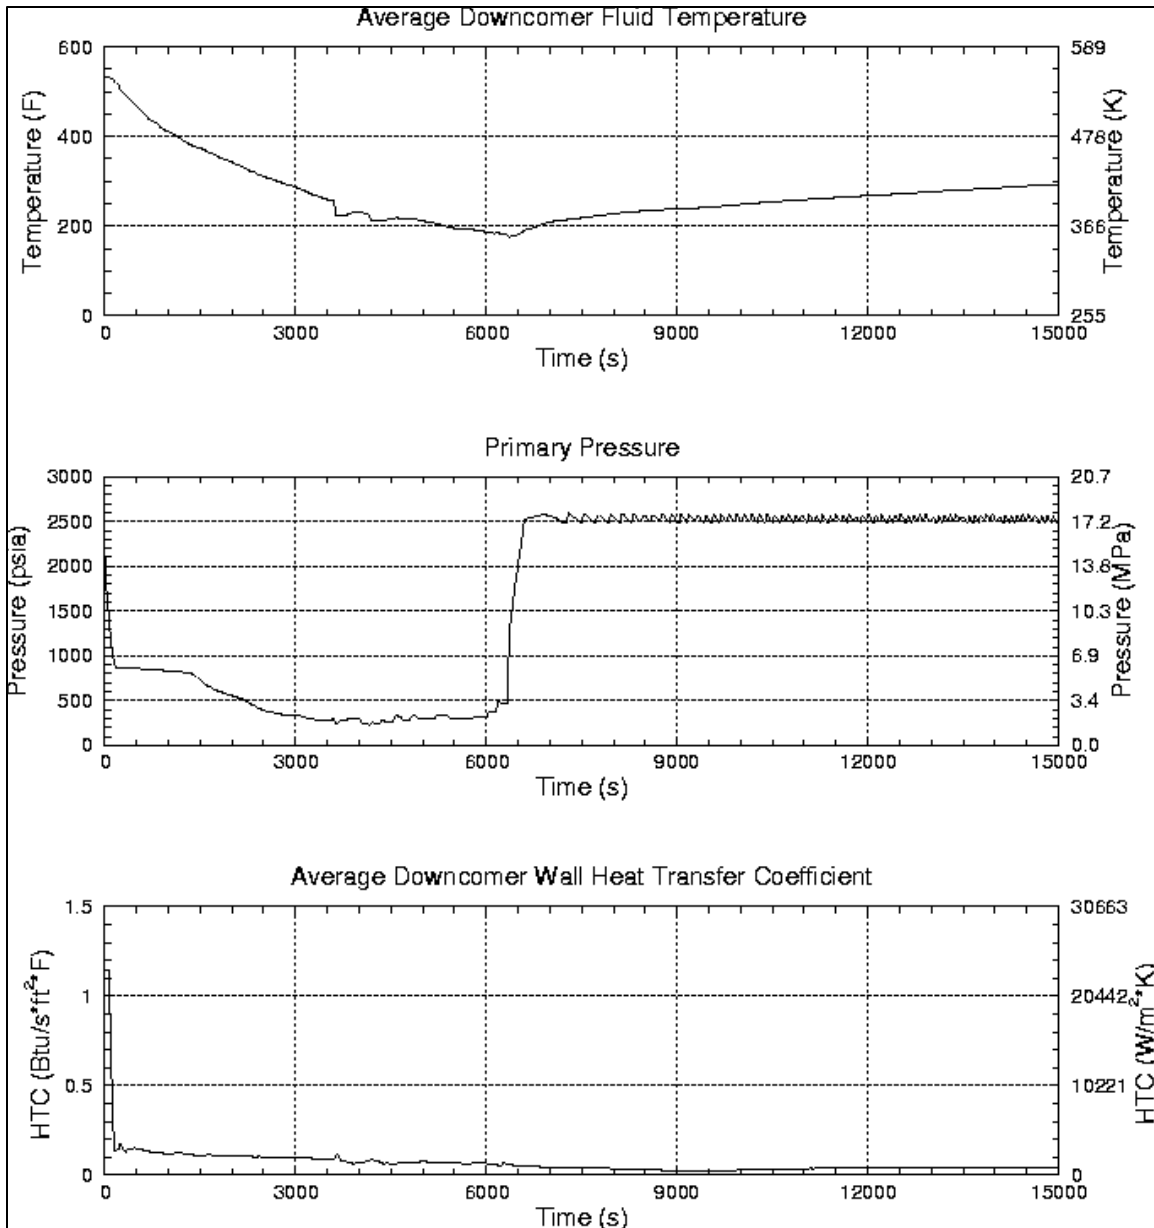 Average Downcomer Fluid Temperature
600
400
200
0
589
478
366
255
Temperature (F)
Temperature (K)
0 3000 6000 9000 12000 15000
Time (s)
Primary Pressure
3000
2500
2000
1500
1000
500
0
20.7
17.2
13.8
10.3
6.9
3.4
0.0
Pressure (psia)
Pressure (MPa)
0 3000 6000 9000 12000 15000
Time (s)
Average Downcomer Wall Heat Transfer Coefficient
1.5
1
0.5
0
30663
20442
10221
0
HTC (Btu/s*ft²*F)
HTC (W/m²*K)
0 3000 6000 9000 12000 15000
Time (s)